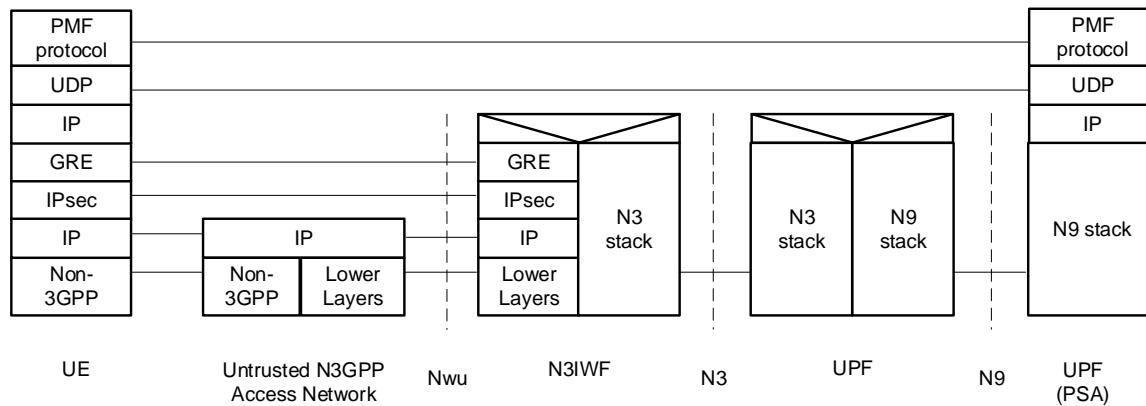 PMF
protocol
UDP
IP
GRE
IPsec
IP
Non-
3GPP
UE
IP
Non-
3GPP
Lower
Layers
Untrusted N3GPP
Access Network
Nwu
GRE
IPsec
IP
Lower
Layers
N3
stack
N3IWF
N3
N3
stack
N9
stack
UPF
N9
PMF
protocol
UDP
IP
N9 stack
UPF
(PSA)